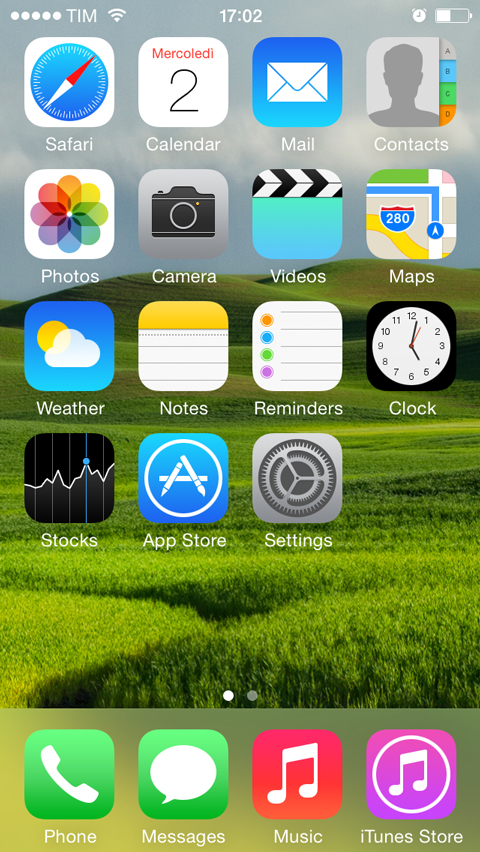 TIM 17:02
Mercoledì
2
A
B
C
D
Safari Calendar Mail Contacts
280
Photos Camera Videos Maps
12
11 1
10 2
9 3
8 4
7 5
6
Weather Notes Reminders Clock
Stocks App Store Settings
Phone Messages Music iTunes Store